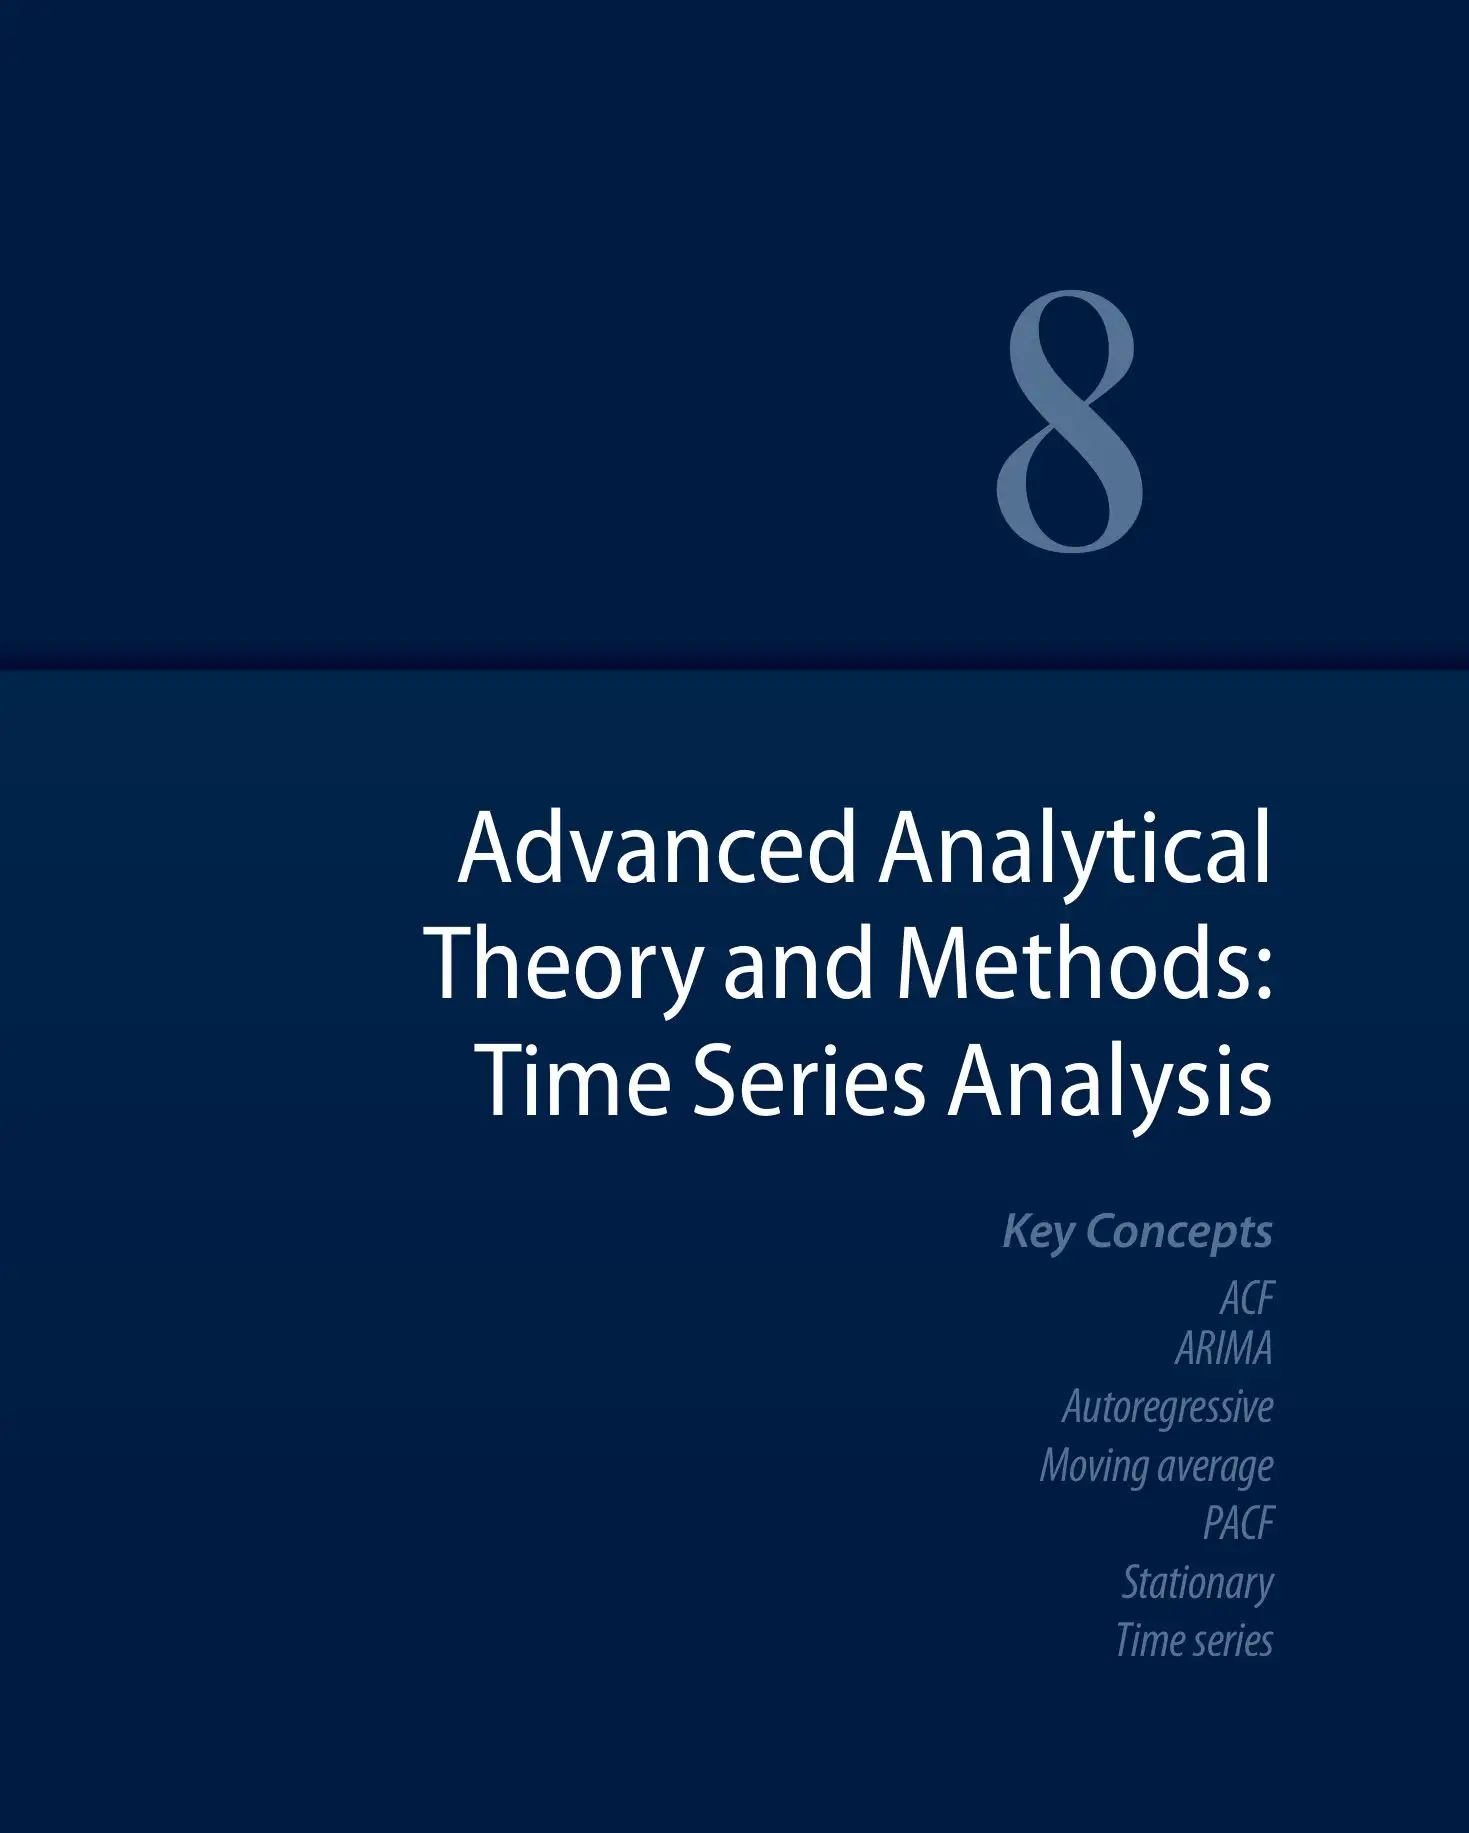 8
Advanced Analytical
Theory and Methods:
Time Series Analysis
Key Concepts
ACF
ARIMA
Autoregressive
Moving average
PACF
Stationary
Time series